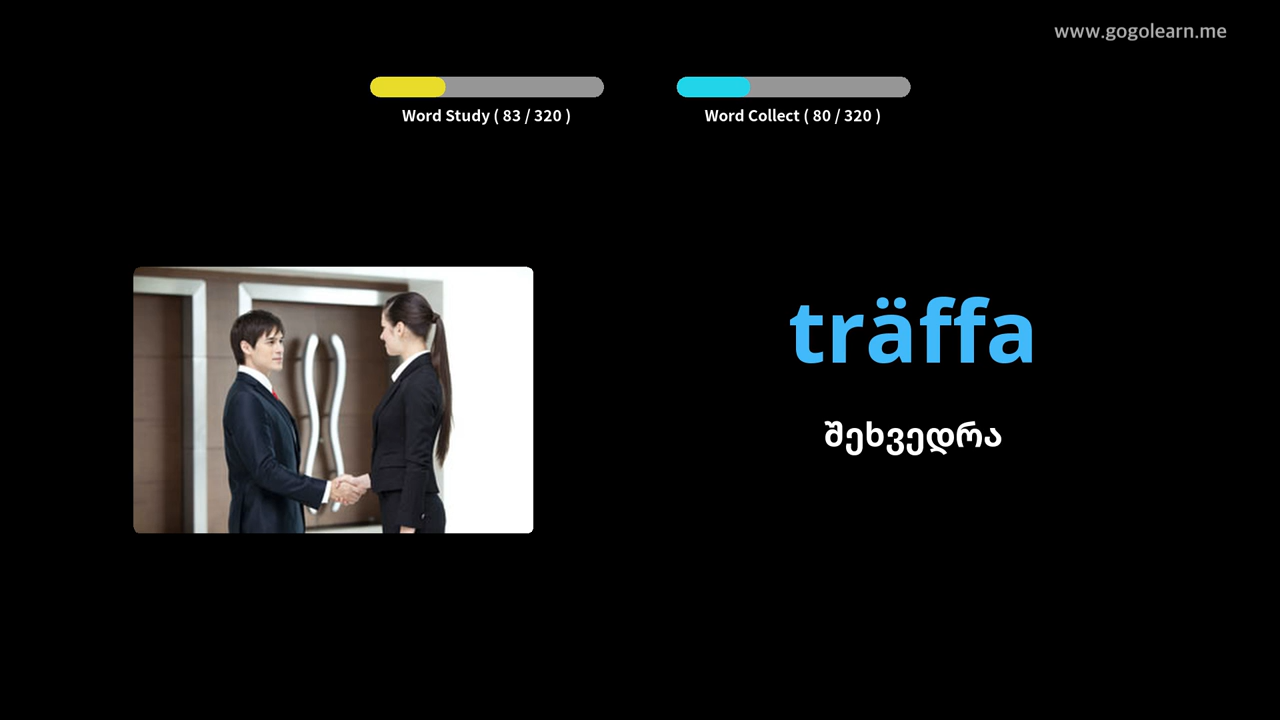 www.gogolearn.me
Word Study ( 83 / 320 )
Word Collect ( 80 / 320 )
träffa
შეხვედრა